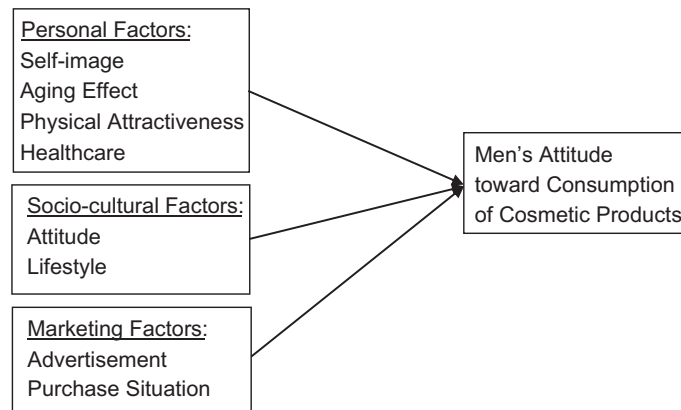 Personal Factors:
Self-image
Aging Effect
Physical Attractiveness
Healthcare
Socio-cultural Factors:
Attitude
Lifestyle
Marketing Factors:
Advertisement
Purchase Situation
Men’s Attitude
toward Consumption
of Cosmetic Products